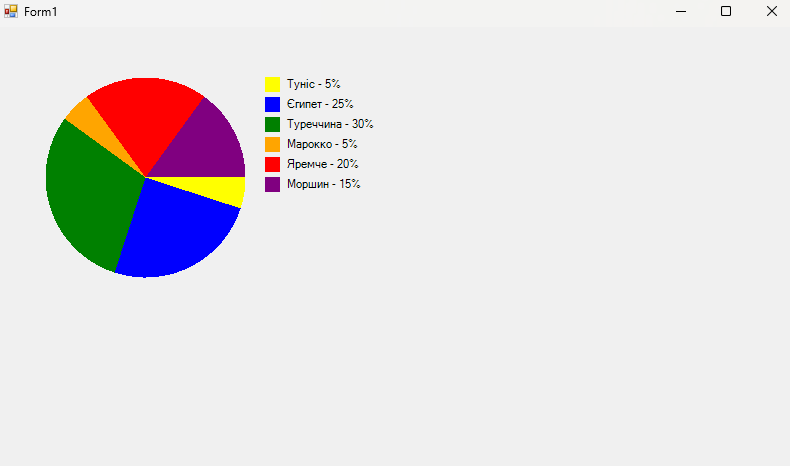 Form1
Туніс - 5%
Єгипет - 25%
Туреччина - 30%
Марокко - 5%
Яремче - 20%
Моршин - 15%